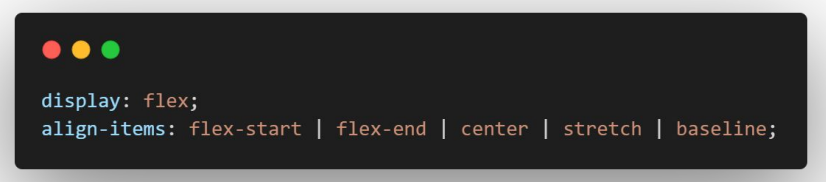 display: flex;
align-items: flex-start | flex-end | center | stretch | baseline;